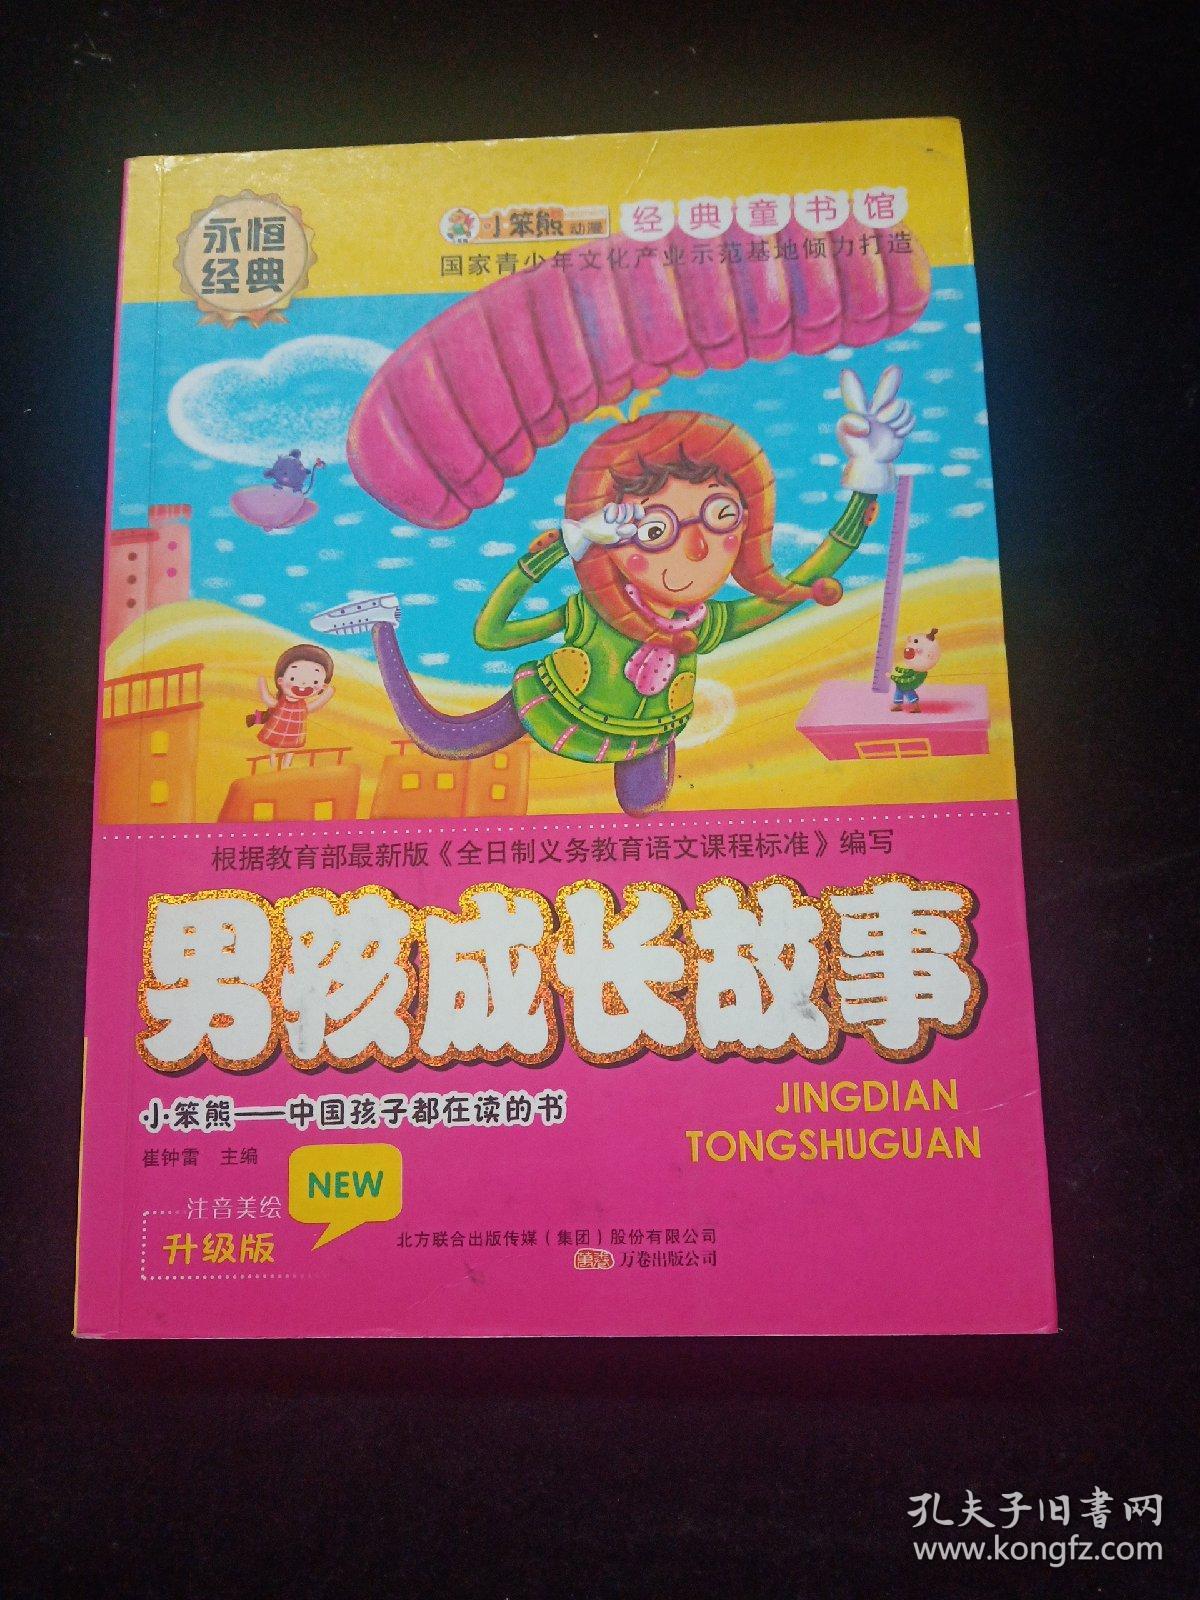 永恒
经典
小笨熊动漫 经典童书馆
国家青少年文化产业示范基地倾力打造
根据教育部最新版《全日制义务教育语文课程标准》编写
男孩成长故事
JINGDIAN
TONGSHUGUAN
小笨熊——中国孩子都在读的书
崔钟雷 主编
NEW
注音美绘
升级版
北方联合出版传媒（集团）股份有限公司
萬卷 万卷出版公司
孔夫子旧书网
www.kongfz.com